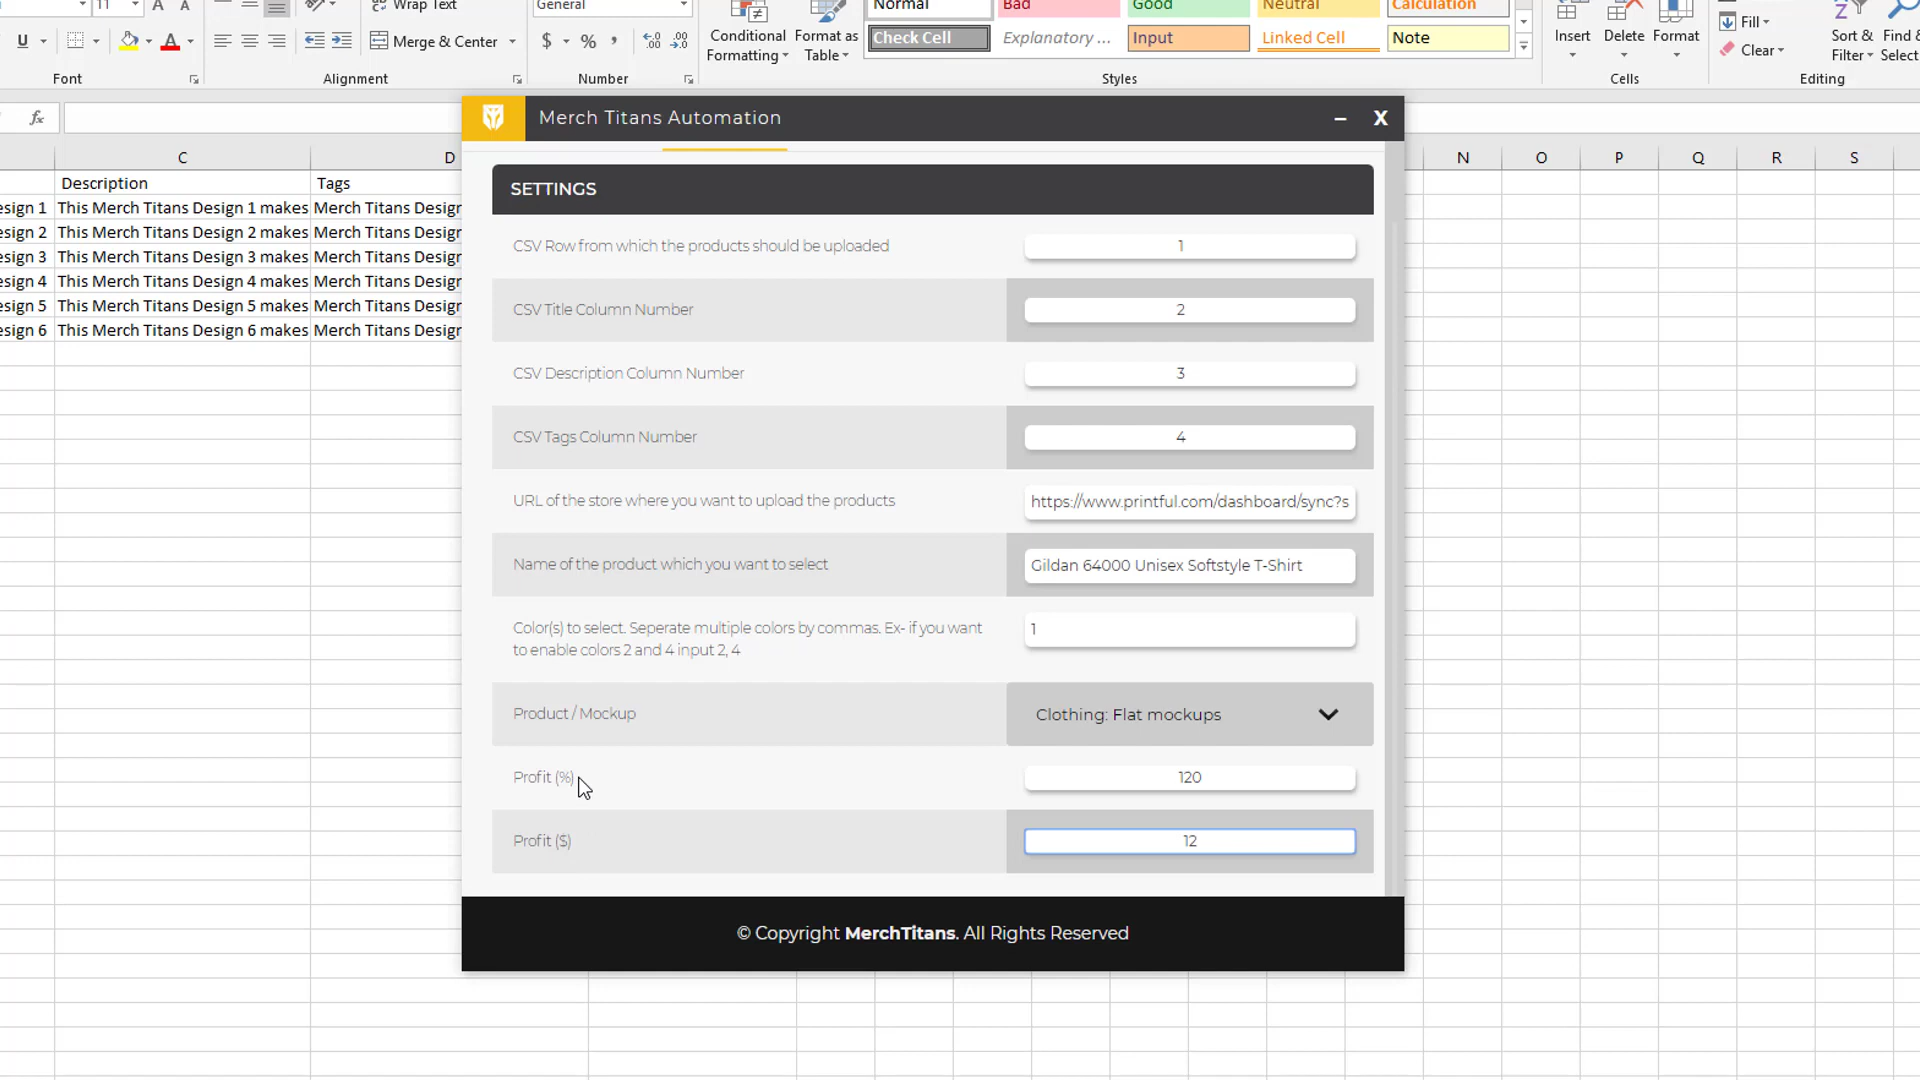 11 A A Wrap Text General Normal Bad Good Neutral Calculation
U A Merge & Center $ % Conditional Formatting Format as Table Check Cell Explanatory ... Input Linked Cell Note Insert Delete Format Fill Clear Sort & Filter Find & Select
Font Alignment Number Styles Cells Editing
fx
Merch Titans Automation – X
C D N O P Q R S
Description Tags
esign 1 This Merch Titans Design 1 makes Merch Titans Design
esign 2 This Merch Titans Design 2 makes Merch Titans Design
esign 3 This Merch Titans Design 3 makes Merch Titans Design
esign 4 This Merch Titans Design 4 makes Merch Titans Design
esign 5 This Merch Titans Design 5 makes Merch Titans Design
esign 6 This Merch Titans Design 6 makes Merch Titans Design
SETTINGS
CSV Row from which the products should be uploaded 1
CSV Title Column Number 2
CSV Description Column Number 3
CSV Tags Column Number 4
URL of the store where you want to upload the products https://www.printful.com/dashboard/sync?s
Name of the product which you want to select Gildan 64000 Unisex Softstyle T-Shirt
Color(s) to select. Seperate multiple colors by commas. Ex- if you want 1
to enable colors 2 and 4 input 2, 4
Product / Mockup Clothing: Flat mockups
Profit (%) 120
Profit ($) 12
© Copyright MerchTitans. All Rights Reserved